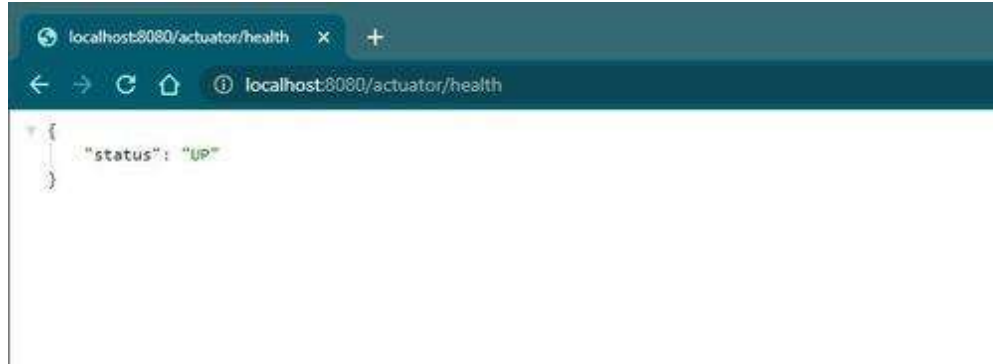 localhost:8080/actuator/health
localhost:8080/actuator/health
{
"status": "UP"
}